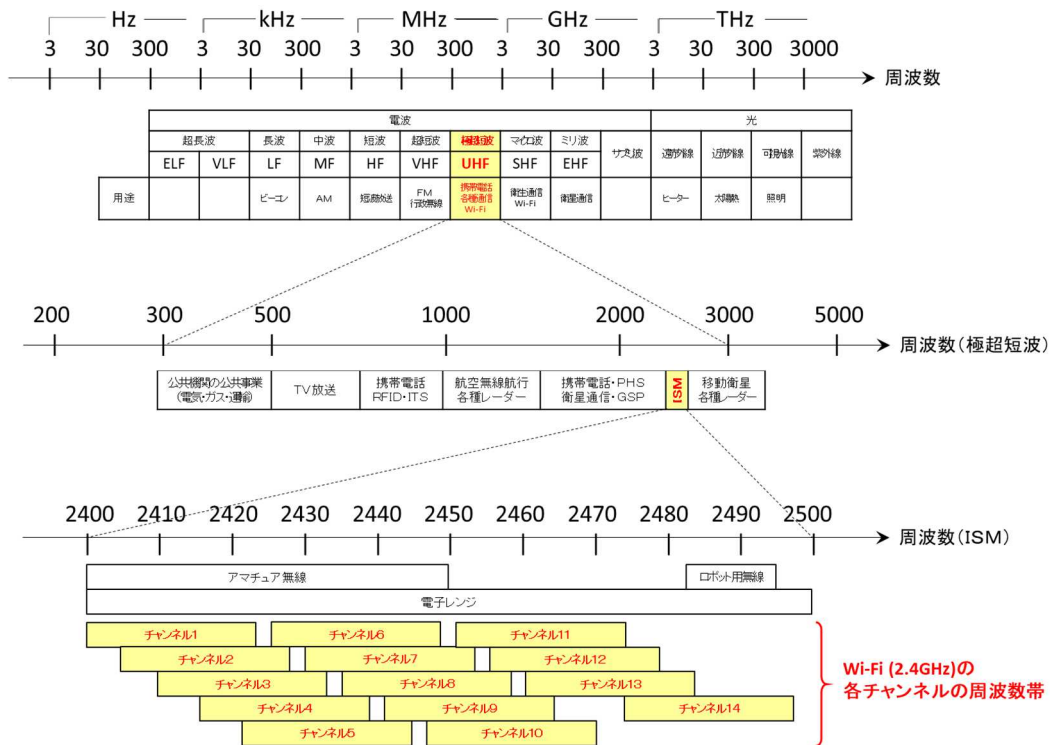 Hz kHz MHz GHz THz
3 30 300 3 30 300 3 30 300 3 30 300 3 30 300 3000
周波数
電波 光
超長波 長波 中波 短波 超短波 極超短波 マイクロ波 ミリ波 サブミリ波 遠赤外線 近赤外線 可視光線 紫外線
ELF VLF LF MF HF VHF UHF SHF EHF
用途 ビーコン AM 短波放送 FM 行政無線 携帯電話 各種通信 Wi-Fi 衛生通信 Wi-Fi 衛星通信 ヒーター 太陽熱 照明
200 300 500 1000 2000 3000 5000
周波数(極超短波)
公共機関の公共事業 TV放送 携帯電話 航空無線航行 携帯電話・PHS ISM 移動衛星
(電気・ガス・運輸) RFID・ITS 各種レーダー 衛星通信・GSP 各種レーダー
2400 2410 2420 2430 2440 2450 2460 2470 2480 2490 2500
周波数(ISM)
アマチュア無線 ロボット用無線
電子レンジ
チャンネル1 チャンネル6 チャンネル11
チャンネル2 チャンネル7 チャンネル12
チャンネル3 チャンネル8 チャンネル13
チャンネル4 チャンネル9 チャンネル14
チャンネル5 チャンネル10
Wi-Fi (2.4GHz)の
各チャンネルの周波数帯